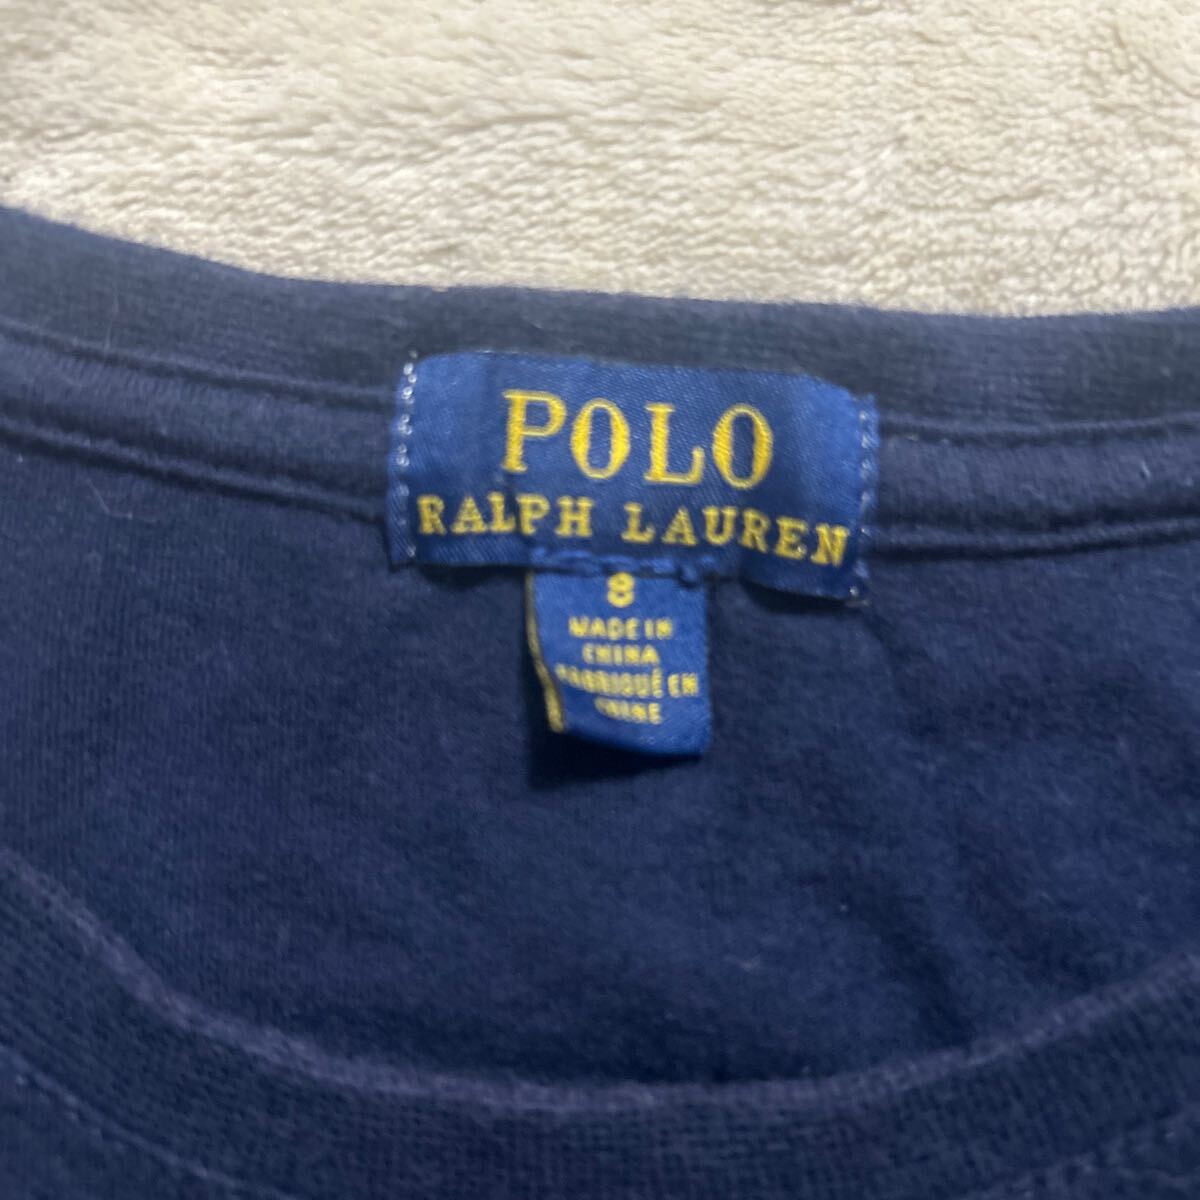 POLO
RALPH LAUREN
8
MADE IN
CHINA
FABRIQUÉ EN
CHINE